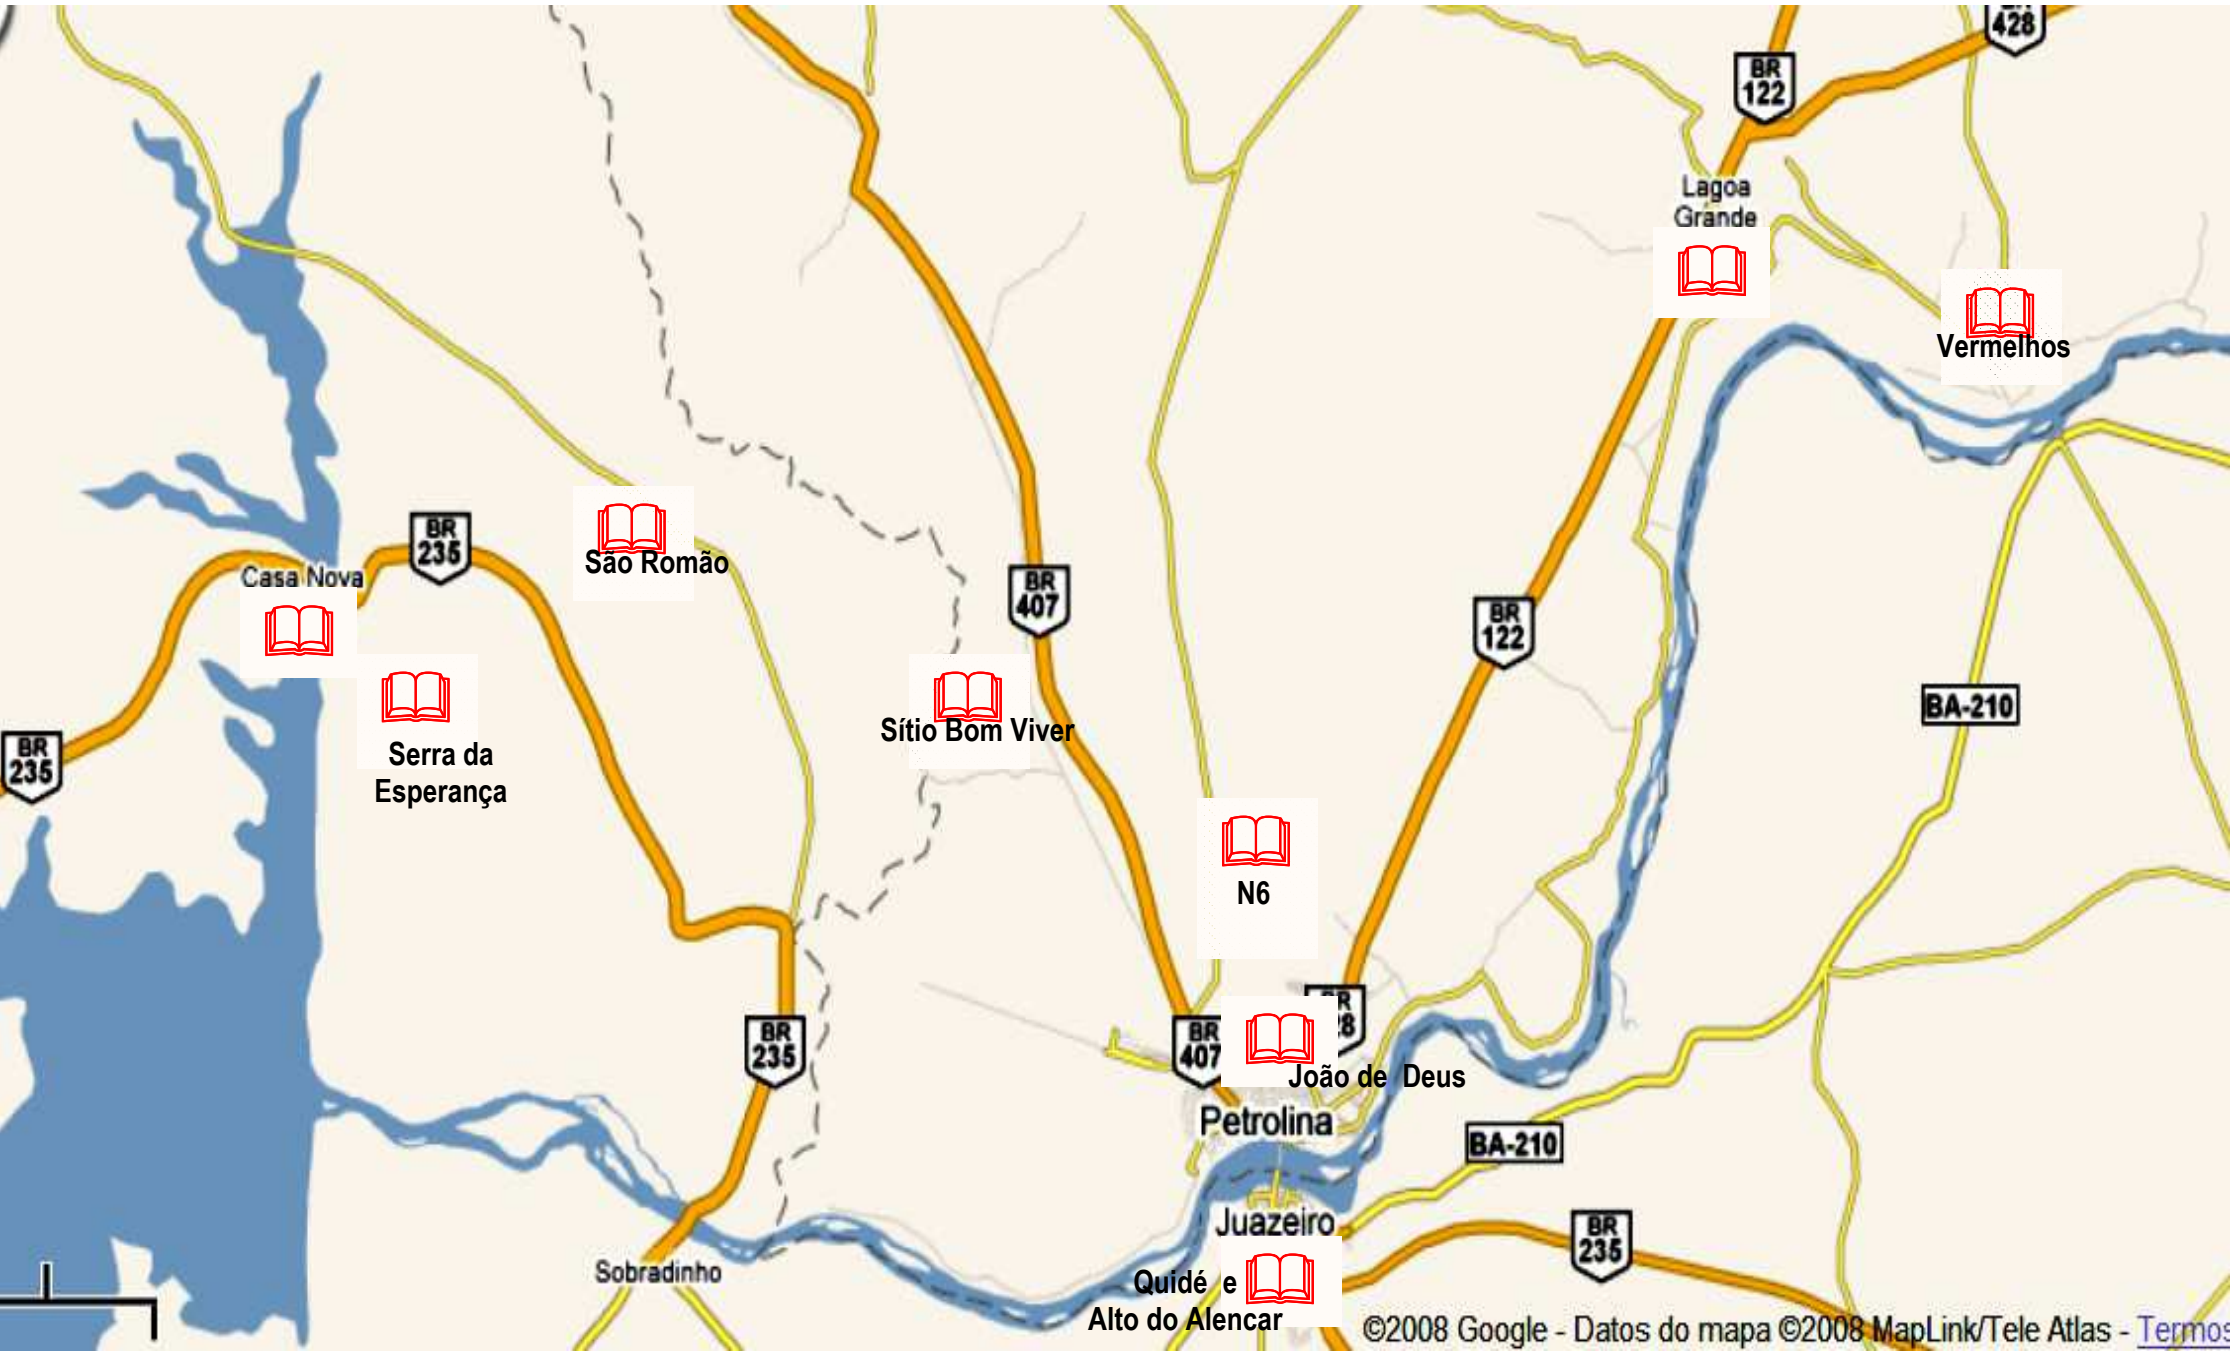 428
BR
122
Lagoa
Grande
Vermelhos
BR
235
São Romão
Casa Nova
BR
407
BR
122
BA-210
Sítio Bom Viver
Serra da
Esperança
BR
235
N6
BR
407
João de Deus
BR
235
Petrolina
BA-210
Juazeiro
BR
235
Sobradinho
Quidé e
Alto do Alencar
©2008 Google - Datos do mapa ©2008 MapLink/Tele Atlas - Termos